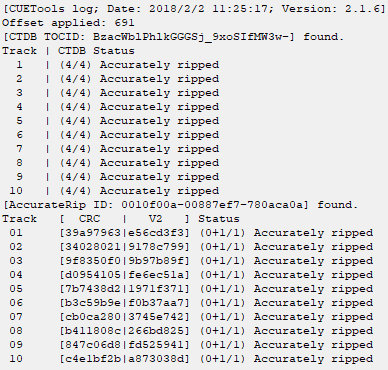 [CUETools log; Date: 2018/2/2 11:25:17; Version: 2.1.6]
Offset applied: 691
[CTDB TOCID: BzacWblPhlkGGGSj_9xoSIfMW3w-] found.
Track | CTDB Status
1 | (4/4) Accurately ripped
2 | (4/4) Accurately ripped
3 | (4/4) Accurately ripped
4 | (4/4) Accurately ripped
5 | (4/4) Accurately ripped
6 | (4/4) Accurately ripped
7 | (4/4) Accurately ripped
8 | (4/4) Accurately ripped
9 | (4/4) Accurately ripped
10 | (4/4) Accurately ripped
[AccurateRip ID: 0010f00a-00887ef7-780aca0a] found.
Track [ CRC | V2 ] Status
01 [39a97963|e56cd3f3] (0+1/1) Accurately ripped
02 [34028021|9178c799] (0+1/1) Accurately ripped
03 [9f8350f0|9b97b89f] (0+1/1) Accurately ripped
04 [d0954105|fe6ec51a] (0+1/1) Accurately ripped
05 [7b7438d2|1971f371] (0+1/1) Accurately ripped
06 [b3c59b9e|f0b37aa7] (0+1/1) Accurately ripped
07 [cb0ca280|3745e742] (0+1/1) Accurately ripped
08 [b411808c|266bd825] (0+1/1) Accurately ripped
09 [847c06d8|fd525941] (0+1/1) Accurately ripped
10 [c4e1bf2b|a873038d] (0+1/1) Accurately ripped